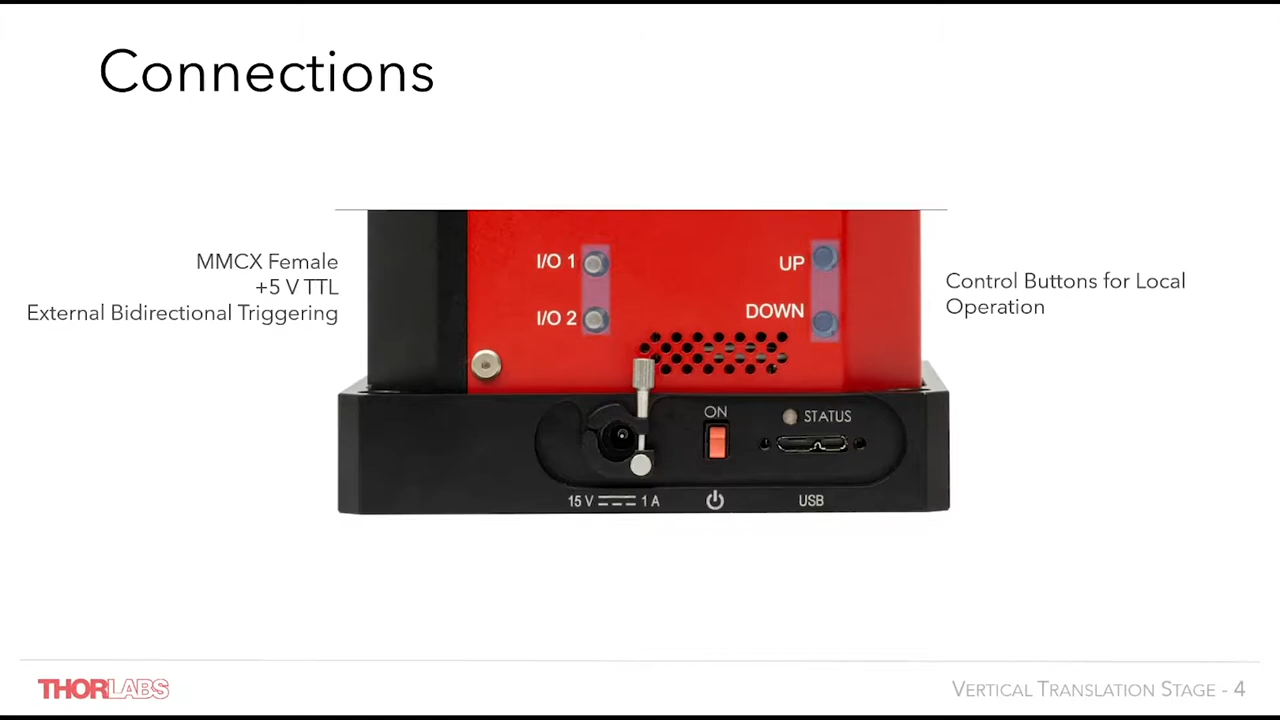 Connections
MMCX Female
+5 V TTL
External Bidirectional Triggering
I/O 1
I/O 2
UP
DOWN
Control Buttons for Local
Operation
ON
STATUS
15 V
1 A
USB
THORLABS
VERTICAL TRANSLATION STAGE - 4